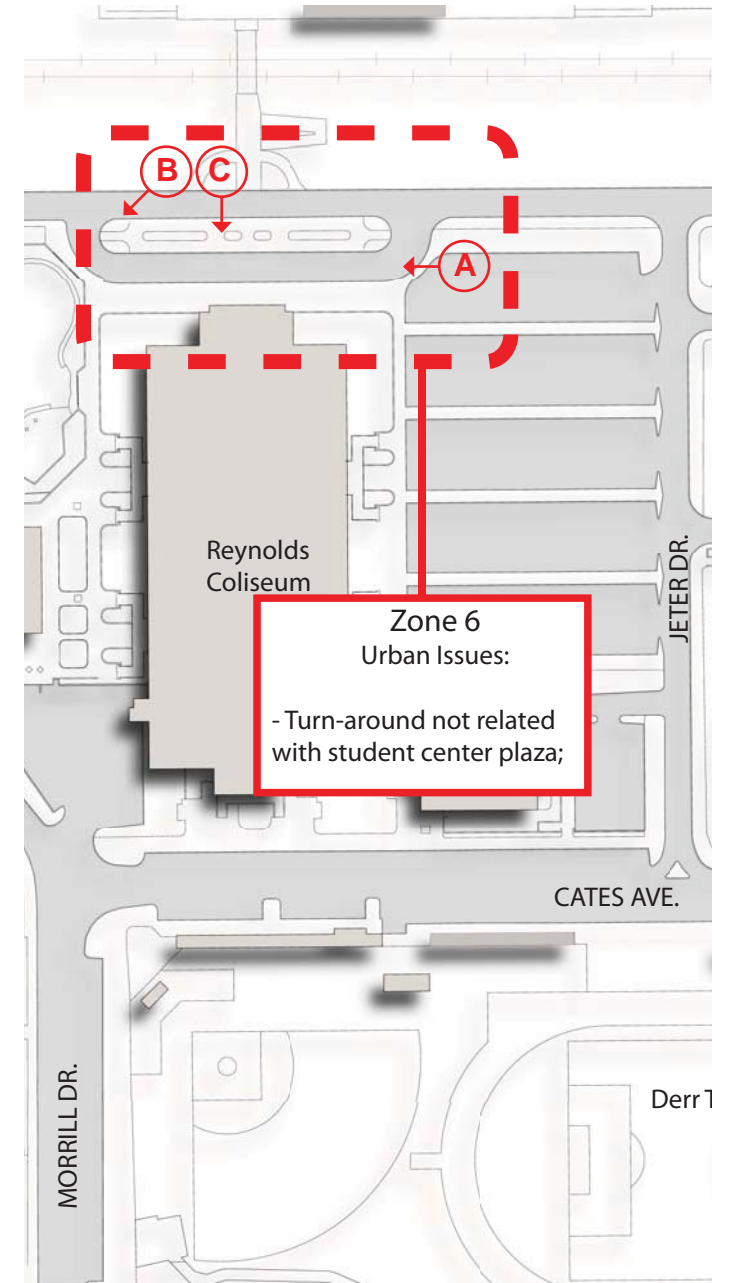 B
C
A
Reynolds
Coliseum
JETER DR.
Zone 6
Urban Issues:
- Turn-around not related
with student center plaza;
CATES AVE.
MORRILL DR.
Derr